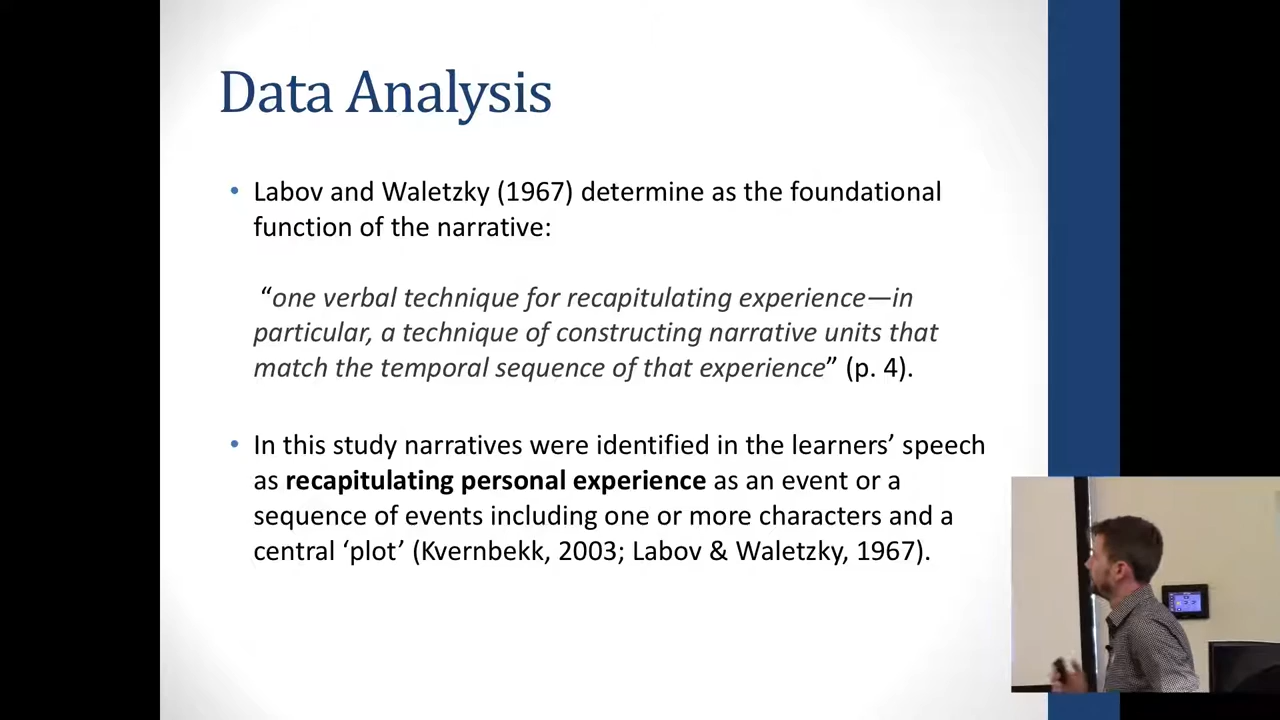 Data Analysis
• Labov and Waletzky (1967) determine as the foundational
function of the narrative:
“one verbal technique for recapitulating experience—in
particular, a technique of constructing narrative units that
match the temporal sequence of that experience” (p. 4).
• In this study narratives were identified in the learners’ speech
as recapitulating personal experience as an event or a
sequence of events including one or more characters and a
central ‘plot’ (Kvernbekk, 2003; Labov & Waletzky, 1967).